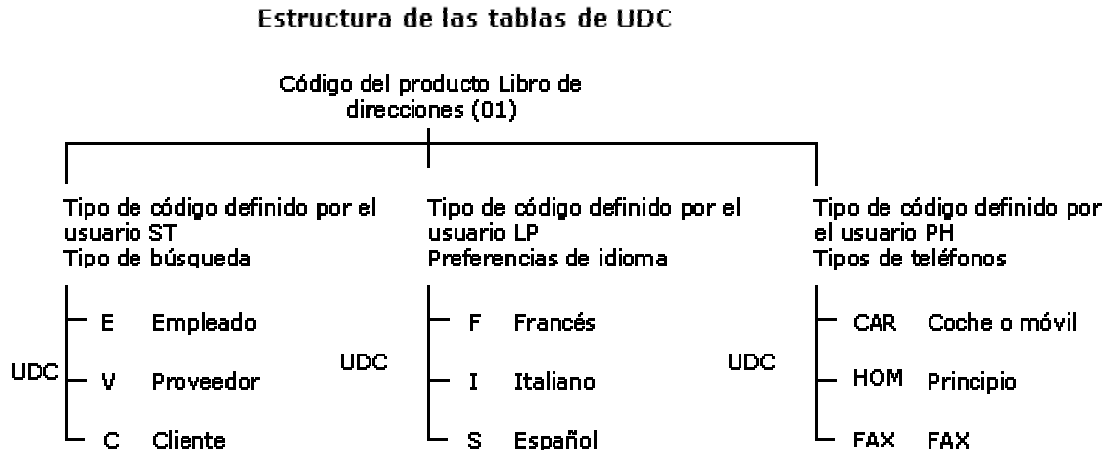 Estructura de las tablas de UDC
Código del producto Libro de
direcciones (01)
Tipo de código definido por el
usuario ST
Tipo de búsqueda
UDC
E Empleado
V Proveedor
C Cliente
Tipo de código definido por el
usuario LP
Preferencias de idioma
UDC
F Francés
I Italiano
S Español
Tipo de código definido por
el usuario PH
Tipos de teléfonos
UDC
CAR Coche o móvil
HOM Principio
FAX FAX